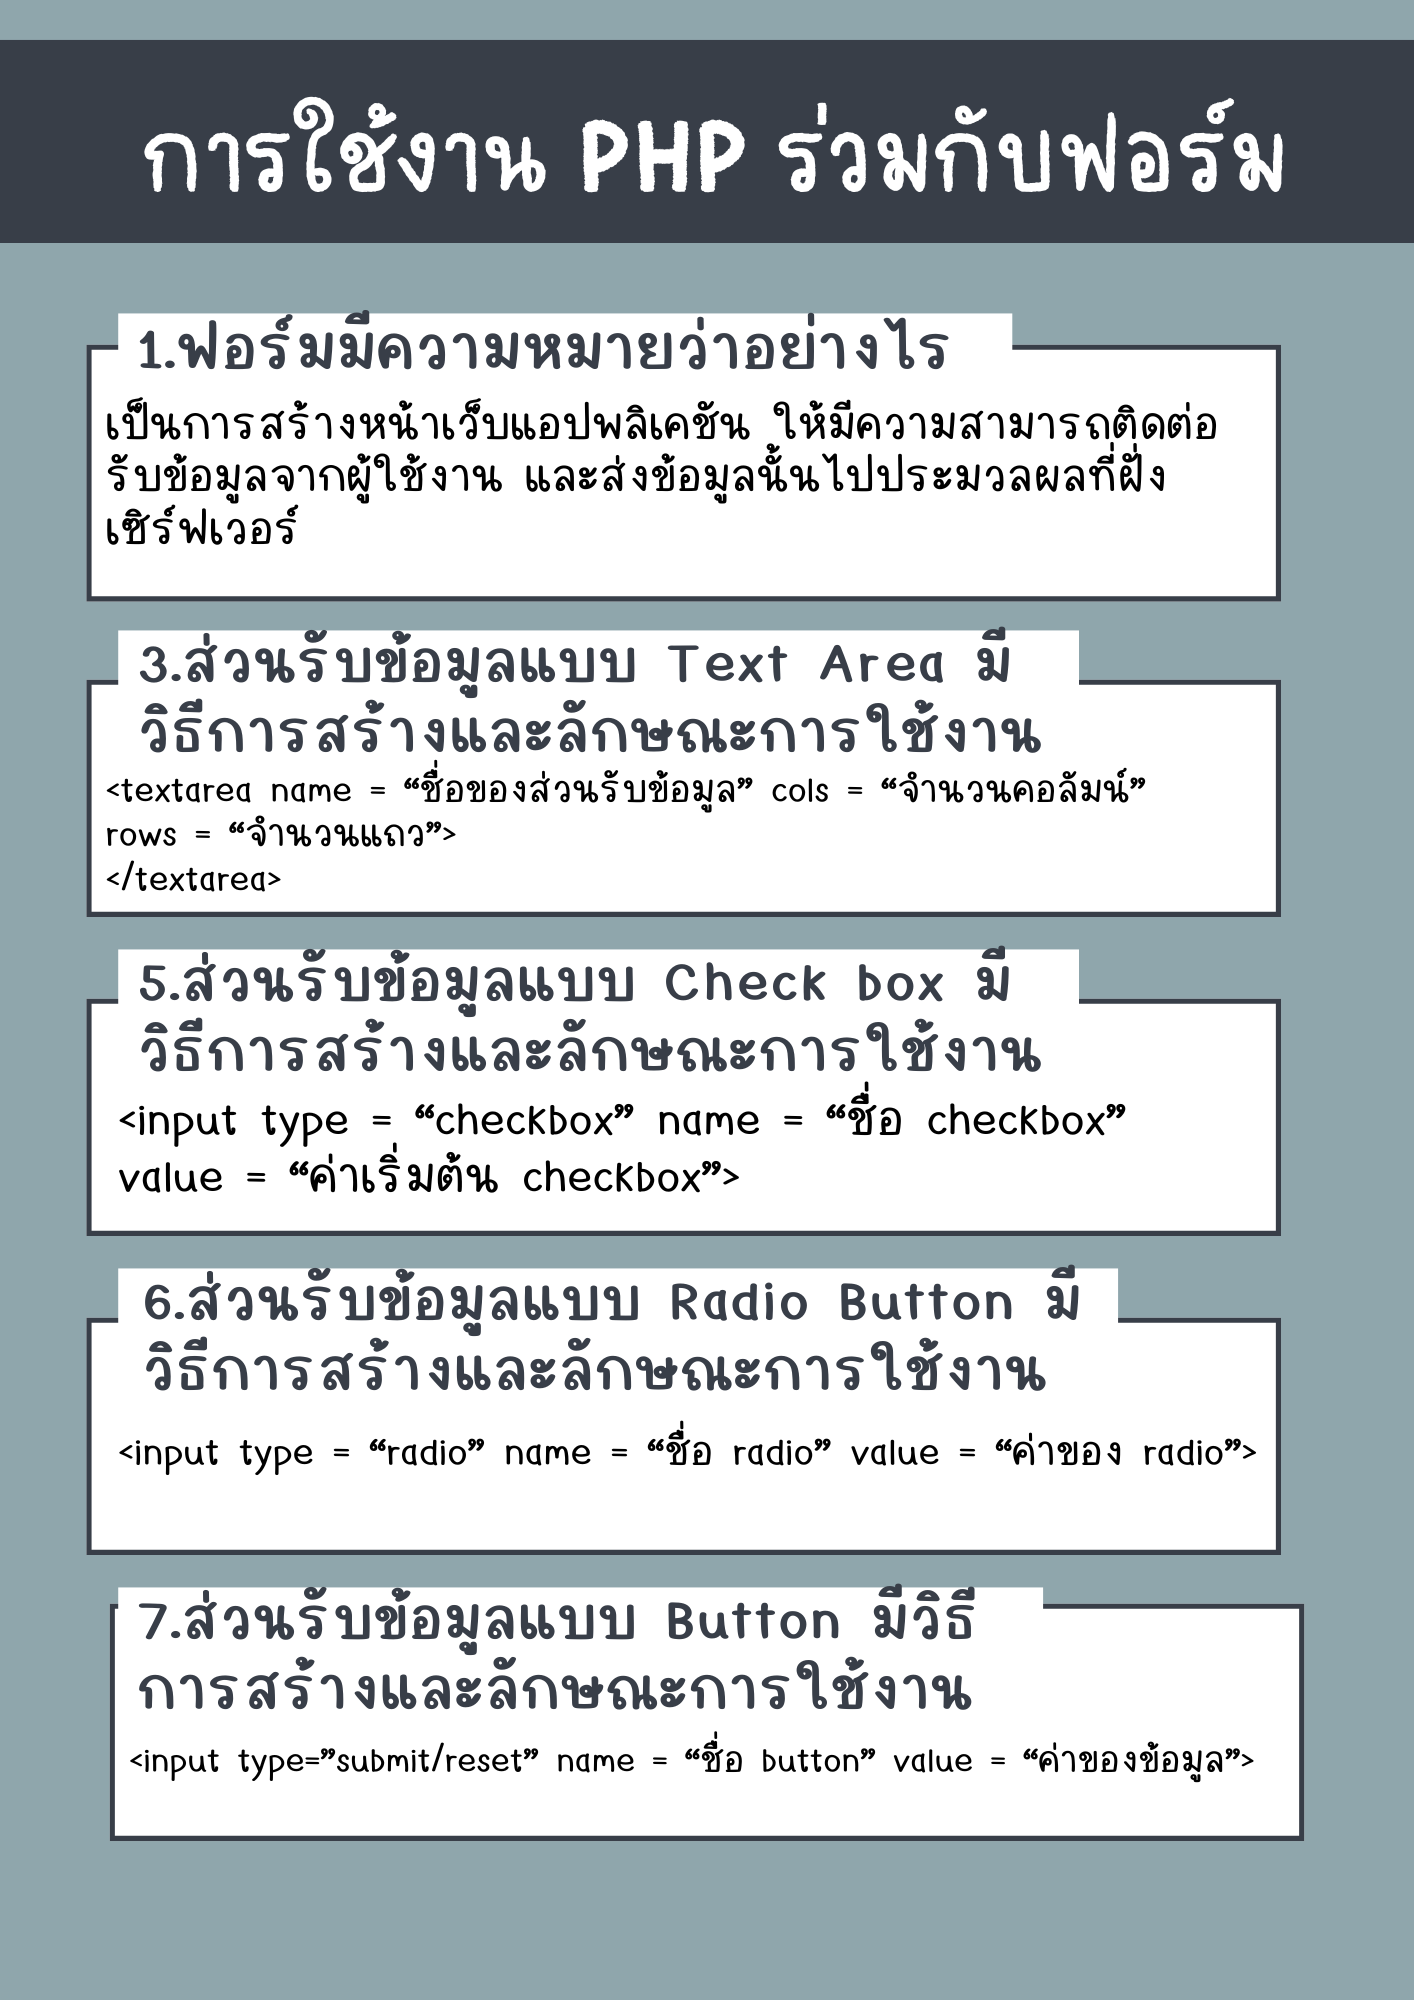 การใช้งาน PHP ร่วมกับฟอร์ม
1.ฟอร์มมีความหมายว่าอย่างไร
เป็นการสร้างหน้าเว็บแอปพลิเคชัน ให้มีความสามารถติดต่อ
รับข้อมูลจากผู้ใช้งาน และส่งข้อมูลนั้นไปประมวลผลที่ฝั่ง
เซิร์ฟเวอร์
3.ส่วนรับข้อมูลแบบ Text Area มี
วิธีการสร้างและลักษณะการใช้งาน
<textarea name = “ชื่อของส่วนรับข้อมูล” cols = “จำนวนคอลัมน์”
rows = “จำนวนแถว”>
</textarea>
5.ส่วนรับข้อมูลแบบ Check box มี
วิธีการสร้างและลักษณะการใช้งาน
<input type = “checkbox” name = “ชื่อ checkbox”
value = “ค่าเริ่มต้น checkbox”>
6.ส่วนรับข้อมูลแบบ Radio Button มี
วิธีการสร้างและลักษณะการใช้งาน
<input type = “radio” name = “ชื่อ radio” value = “ค่าของ radio”>
7.ส่วนรับข้อมูลแบบ Button มีวิธี
การสร้างและลักษณะการใช้งาน
<input type=”submit/reset” name = “ชื่อ button” value = “ค่าของข้อมูล”>